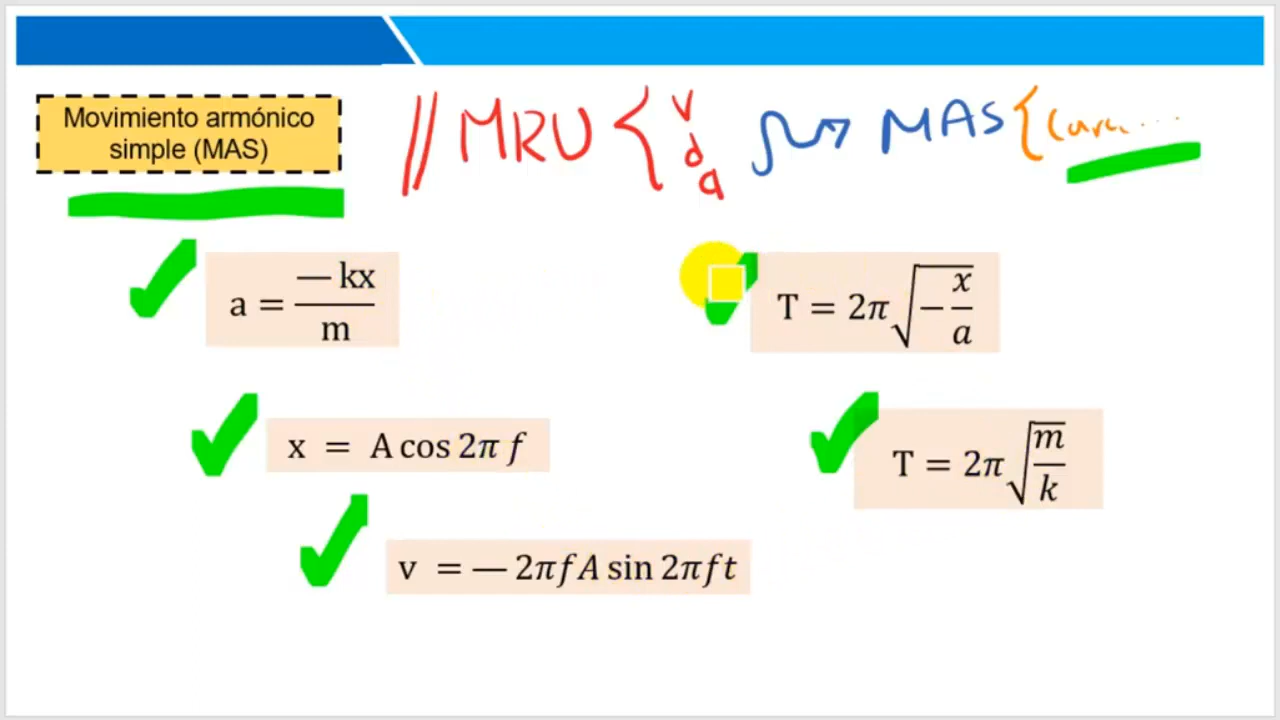 Movimiento armónico
simple (MAS)
// MRU { v
d
a
MAS {
a = — kx / m
T = 2π √(− x / a)
x = A cos 2π f
T = 2π √(m / k)
v = — 2πfA sin 2πft